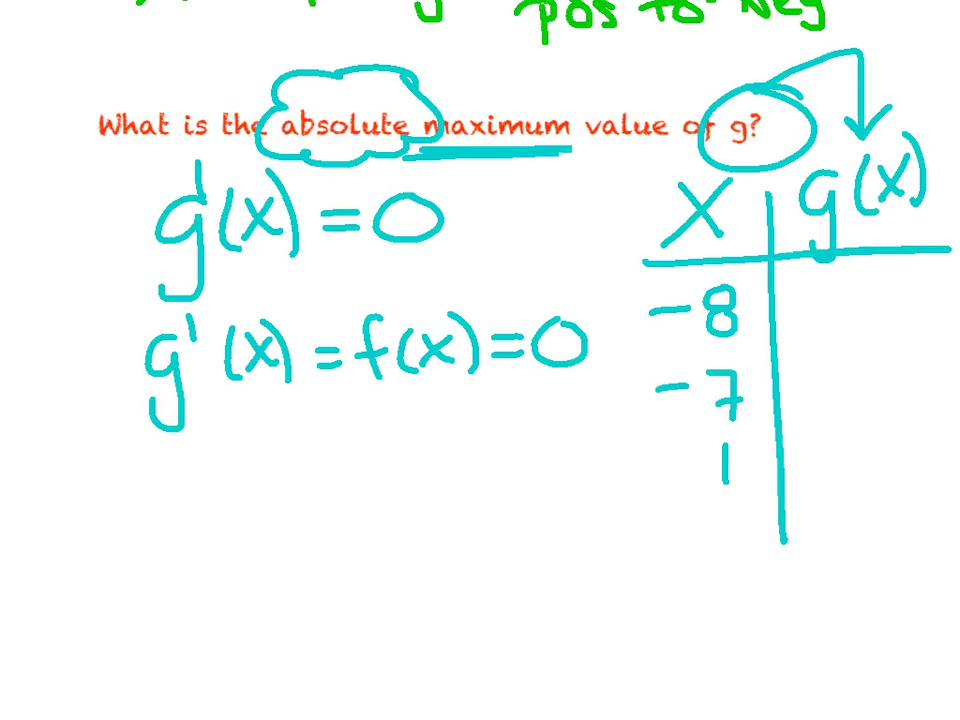 pos to neg
What is the absolute maximum value of g?
g'(x) = 0
x g(x)
g'(x) = f(x) = 0
-8
-7
1